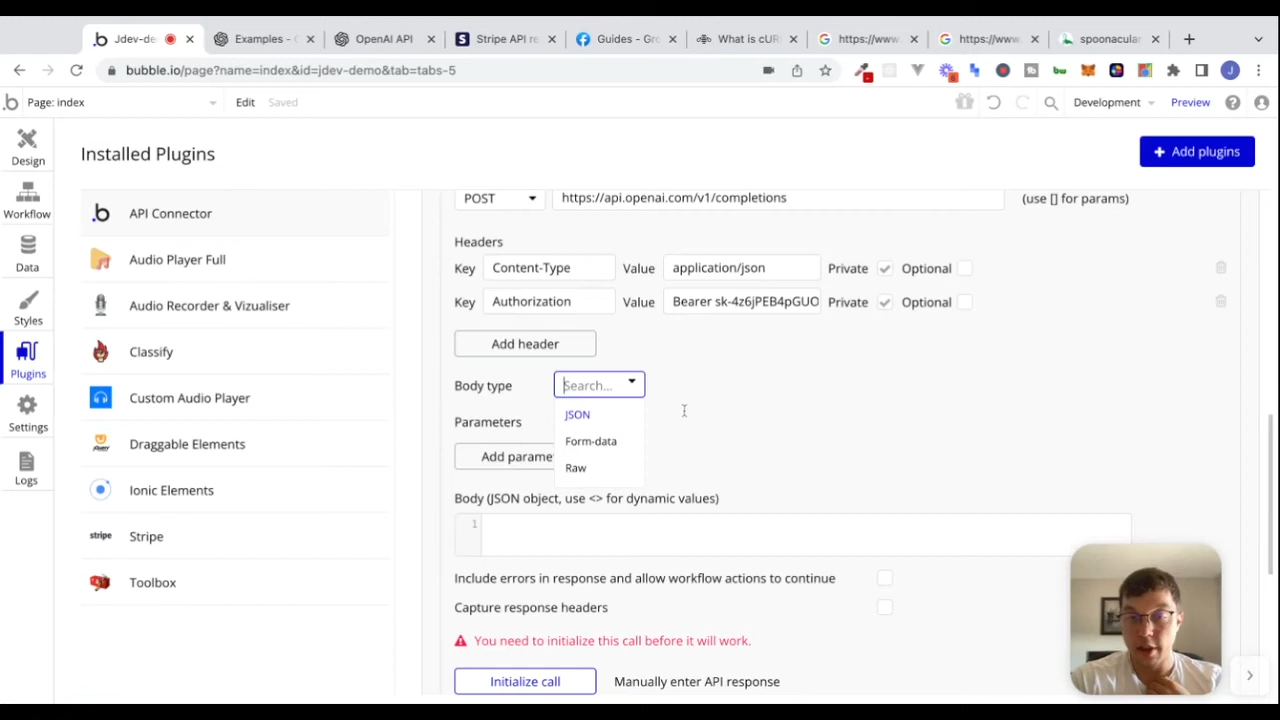 Jdev-de
Examples - O
OpenAI API
Stripe API re
Guides - Gro
What is cUR
https://www.
https://www.
spoonacular
bubble.io/page?name=index&id=jdev-demo&tab=tabs-5
J
Page: index
Edit
Saved
Development
Preview
Design
Workflow
Data
Styles
Plugins
Settings
Logs
Installed Plugins
Add plugins
API Connector
Audio Player Full
Audio Recorder & Vizualiser
Classify
Custom Audio Player
Draggable Elements
Ionic Elements
stripe Stripe
Toolbox
POST https://api.openai.com/v1/completions (use [] for params)
Headers
Key Content-Type Value application/json Private Optional
Key Authorization Value Bearer sk-4z6jPEB4pGUO Private Optional
Add header
Body type Search...
JSON
Form-data
Raw
Parameters
Add parame
Body (JSON object, use <> for dynamic values)
1
Include errors in response and allow workflow actions to continue
Capture response headers
You need to initialize this call before it will work.
Initialize call Manually enter API response